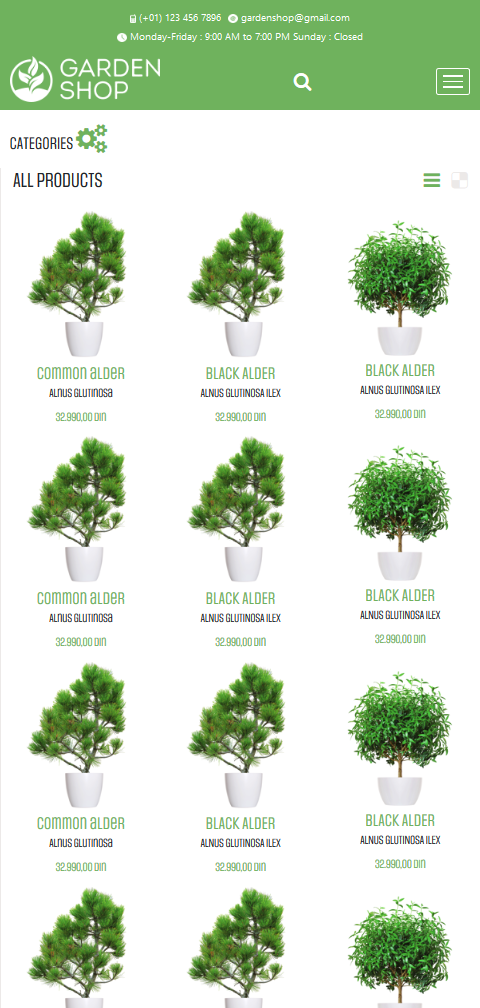 (+01) 123 456 7896 gardenshop@gmail.com
Monday-Friday : 9:00 AM to 7:00 PM Sunday : Closed
GARDEN
SHOP
CATEGORIES
ALL PRODUCTS
Common alder BLACK ALDER BLACK ALDER
Alnus glutinosa ALNUS GLUTINOSA ILEX ALNUS GLUTINOSA ILEX
32.990,00 din 32.990,00 din 32.990,00 din
Common alder BLACK ALDER BLACK ALDER
Alnus glutinosa ALNUS GLUTINOSA ILEX ALNUS GLUTINOSA ILEX
32.990,00 din 32.990,00 din 32.990,00 din
Common alder BLACK ALDER BLACK ALDER
Alnus glutinosa ALNUS GLUTINOSA ILEX ALNUS GLUTINOSA ILEX
32.990,00 din 32.990,00 din 32.990,00 din